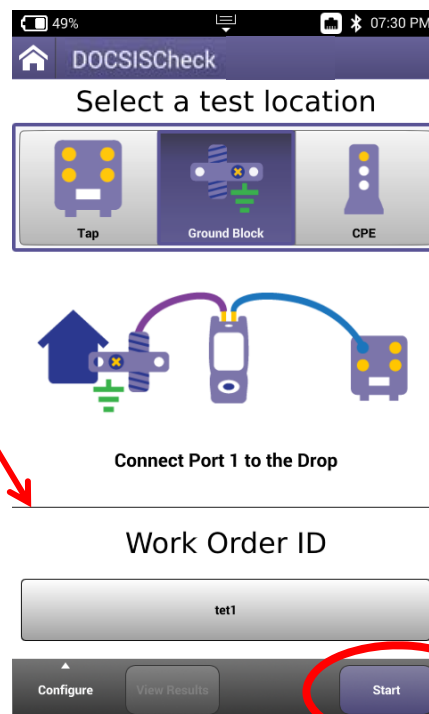 49%
07:30 PM
DOCSISCheck
Select a test location
Tap
Ground Block
CPE
Connect Port 1 to the Drop
Work Order ID
tet1
Configure
View Results
Start